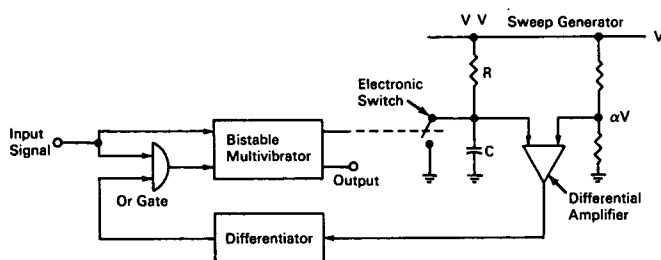 V V
Sweep Generator
V
R
Electronic
Switch
Input
Signal
Bistable
Multivibrator
αV
C
Output
Or Gate
Differential
Amplifier
Differentiator